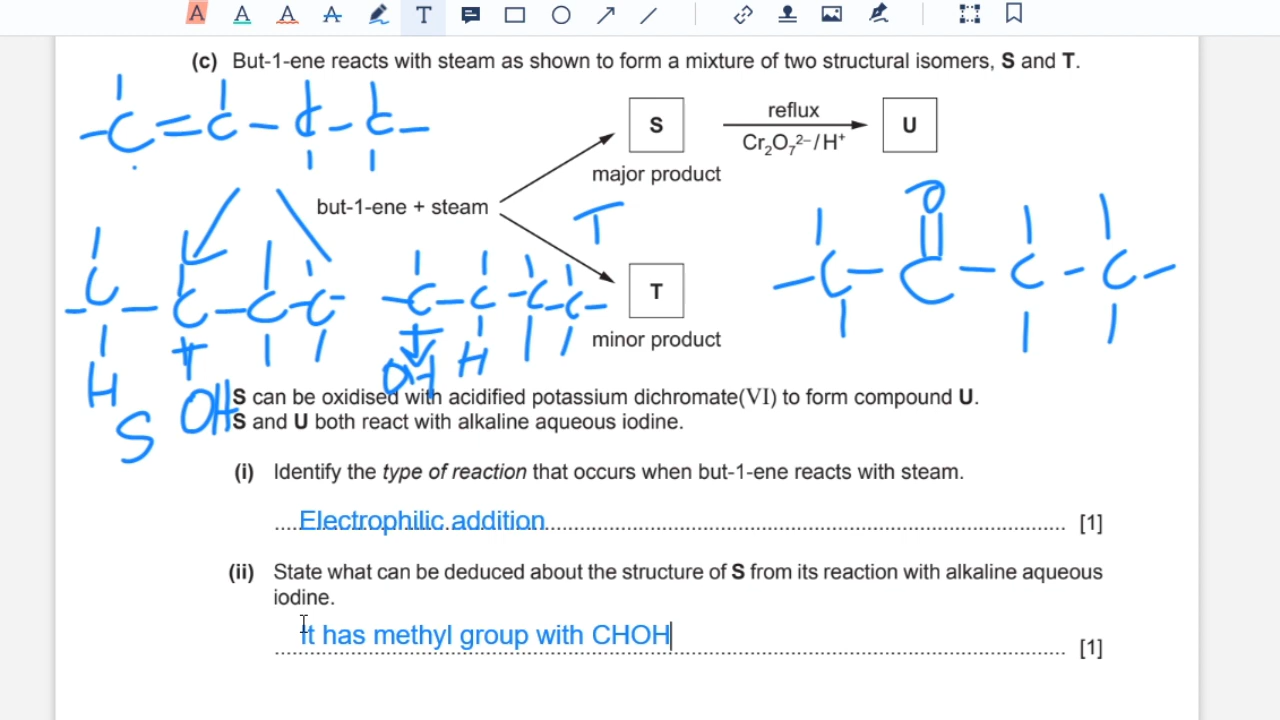 A A A A T
(c) But-1-ene reacts with steam as shown to form a mixture of two structural isomers, S and T.
C = C - C - C -
S
reflux
Cr₂O₇²⁻/H⁺
U
major product
but-1-ene + steam
T
O
C - C - C - C
C - C - C - C
C - C - C - C
T
minor product
H OH
OH H
S
S can be oxidised with acidified potassium dichromate(VI) to form compound U.
S and U both react with alkaline aqueous iodine.
(i) Identify the type of reaction that occurs when but-1-ene reacts with steam.
Electrophilic addition [1]
(ii) State what can be deduced about the structure of S from its reaction with alkaline aqueous
iodine.
It has methyl group with CHOH
[1]